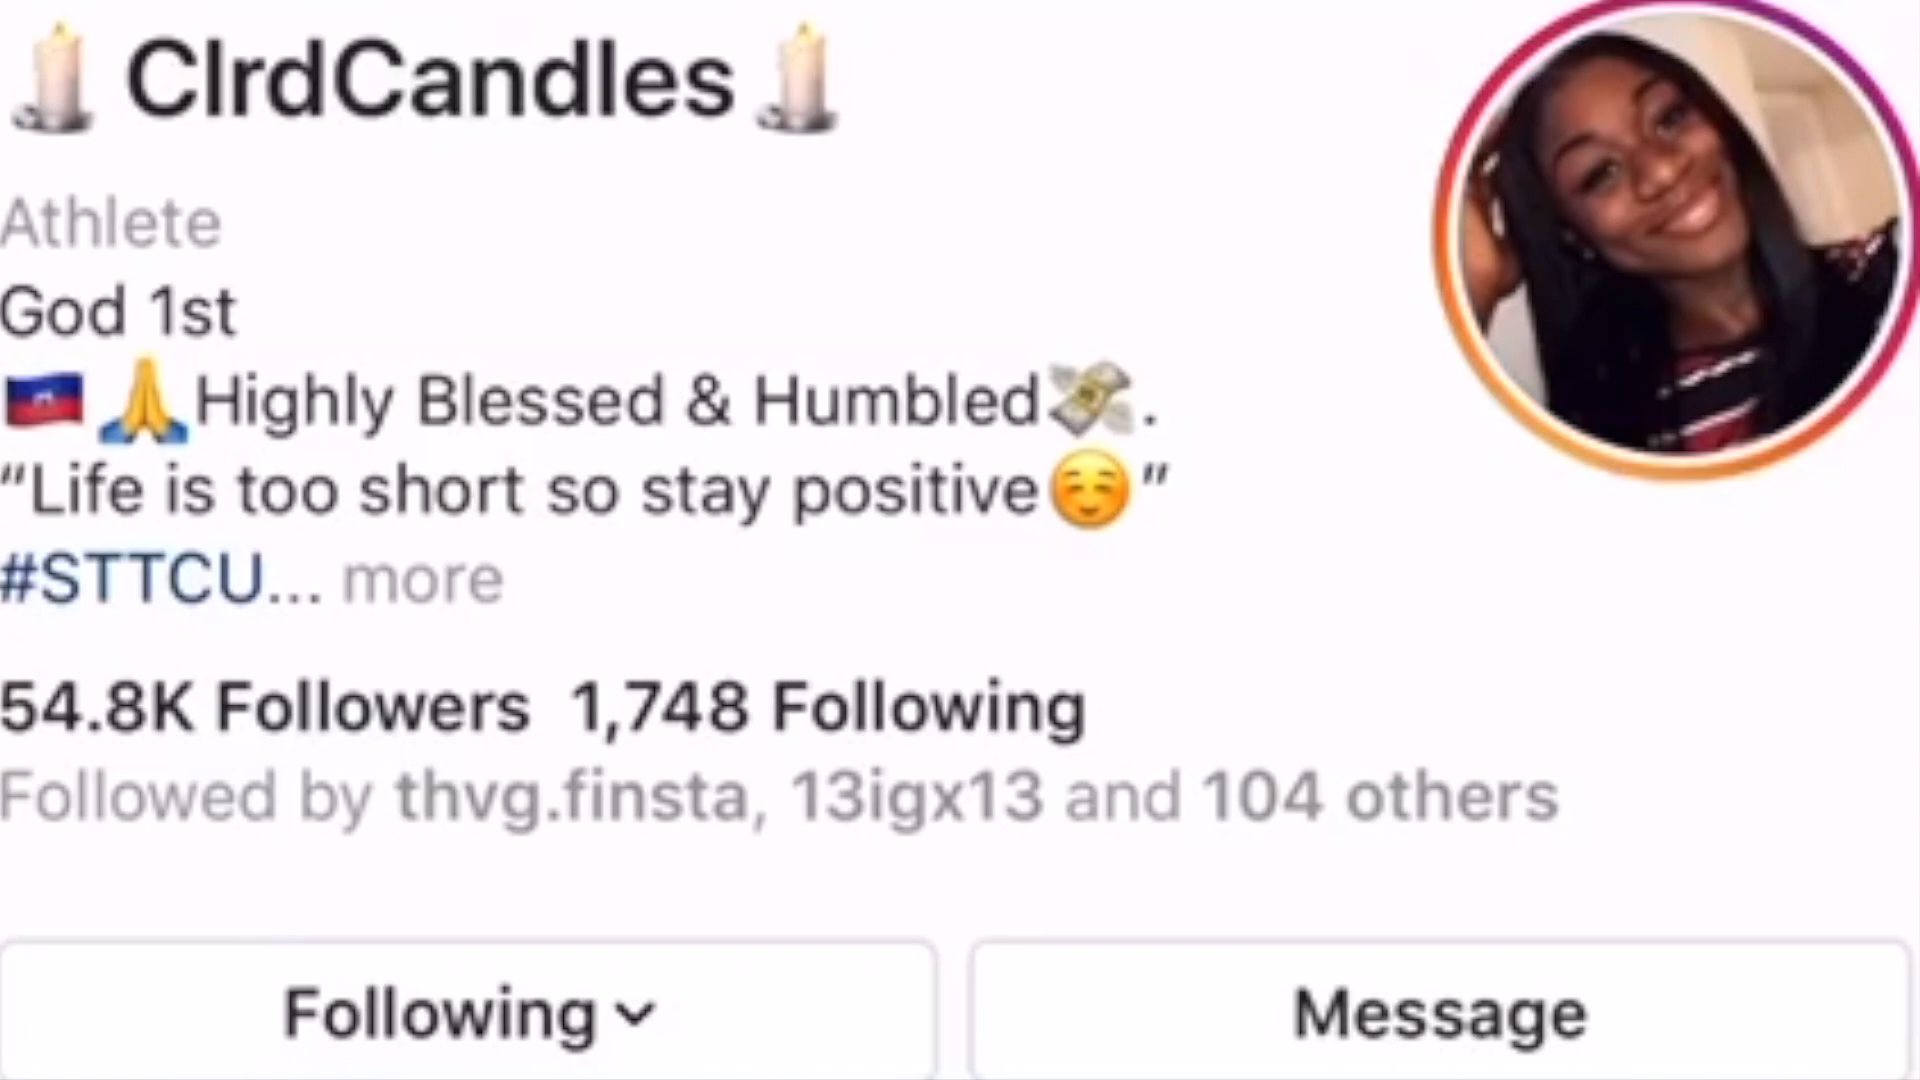 🕯️ClrdCandles🕯️
Athlete
God 1st
🇭🇹🙏Highly Blessed & Humbled💸.
“Life is too short so stay positive☺️”
#STTCU... more
54.8K Followers 1,748 Following
Followed by thvg.finsta, 13igx13 and 104 others
Following
Message